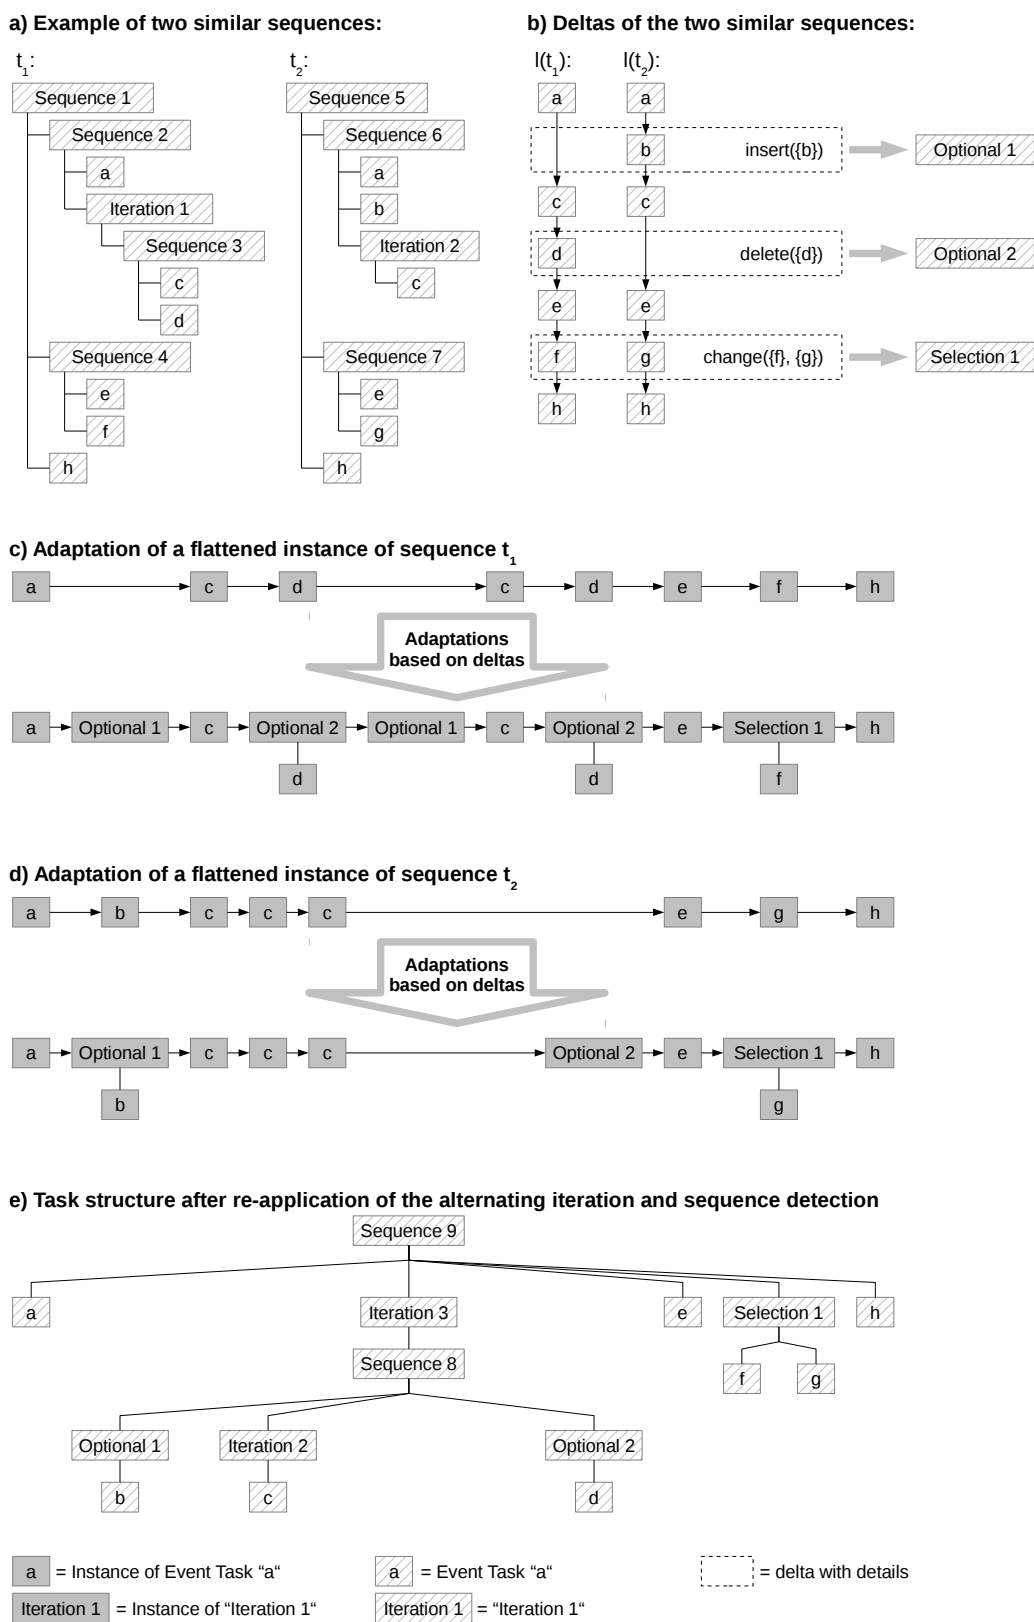 a) Example of two similar sequences:
b) Deltas of the two similar sequences:
t1:
t2:
l(t1):
l(t2):
Sequence 1
Sequence 5
a
a
Sequence 2
Sequence 6
b
insert({b})
Optional 1
a
a
Iteration 1
b
c
c
Sequence 3
Iteration 2
d
delete({d})
Optional 2
c
c
d
e
e
Sequence 4
Sequence 7
f
g
change({f}, {g})
Selection 1
e
e
h
h
f
g
h
h
c) Adaptation of a flattened instance of sequence t1
a c d c d e f h
Adaptations
based on deltas
a Optional 1 c Optional 2 Optional 1 c Optional 2 e Selection 1 h
d d f
d) Adaptation of a flattened instance of sequence t2
a b c c c e g h
Adaptations
based on deltas
a Optional 1 c c c Optional 2 e Selection 1 h
b g
e) Task structure after re-application of the alternating iteration and sequence detection
Sequence 9
a Iteration 3 e Selection 1 h
Sequence 8 f g
Optional 1 Iteration 2 Optional 2
b c d
a = Instance of Event Task “a“ a = Event Task “a“ = delta with details
Iteration 1 = Instance of “Iteration 1“ Iteration 1 = “Iteration 1“